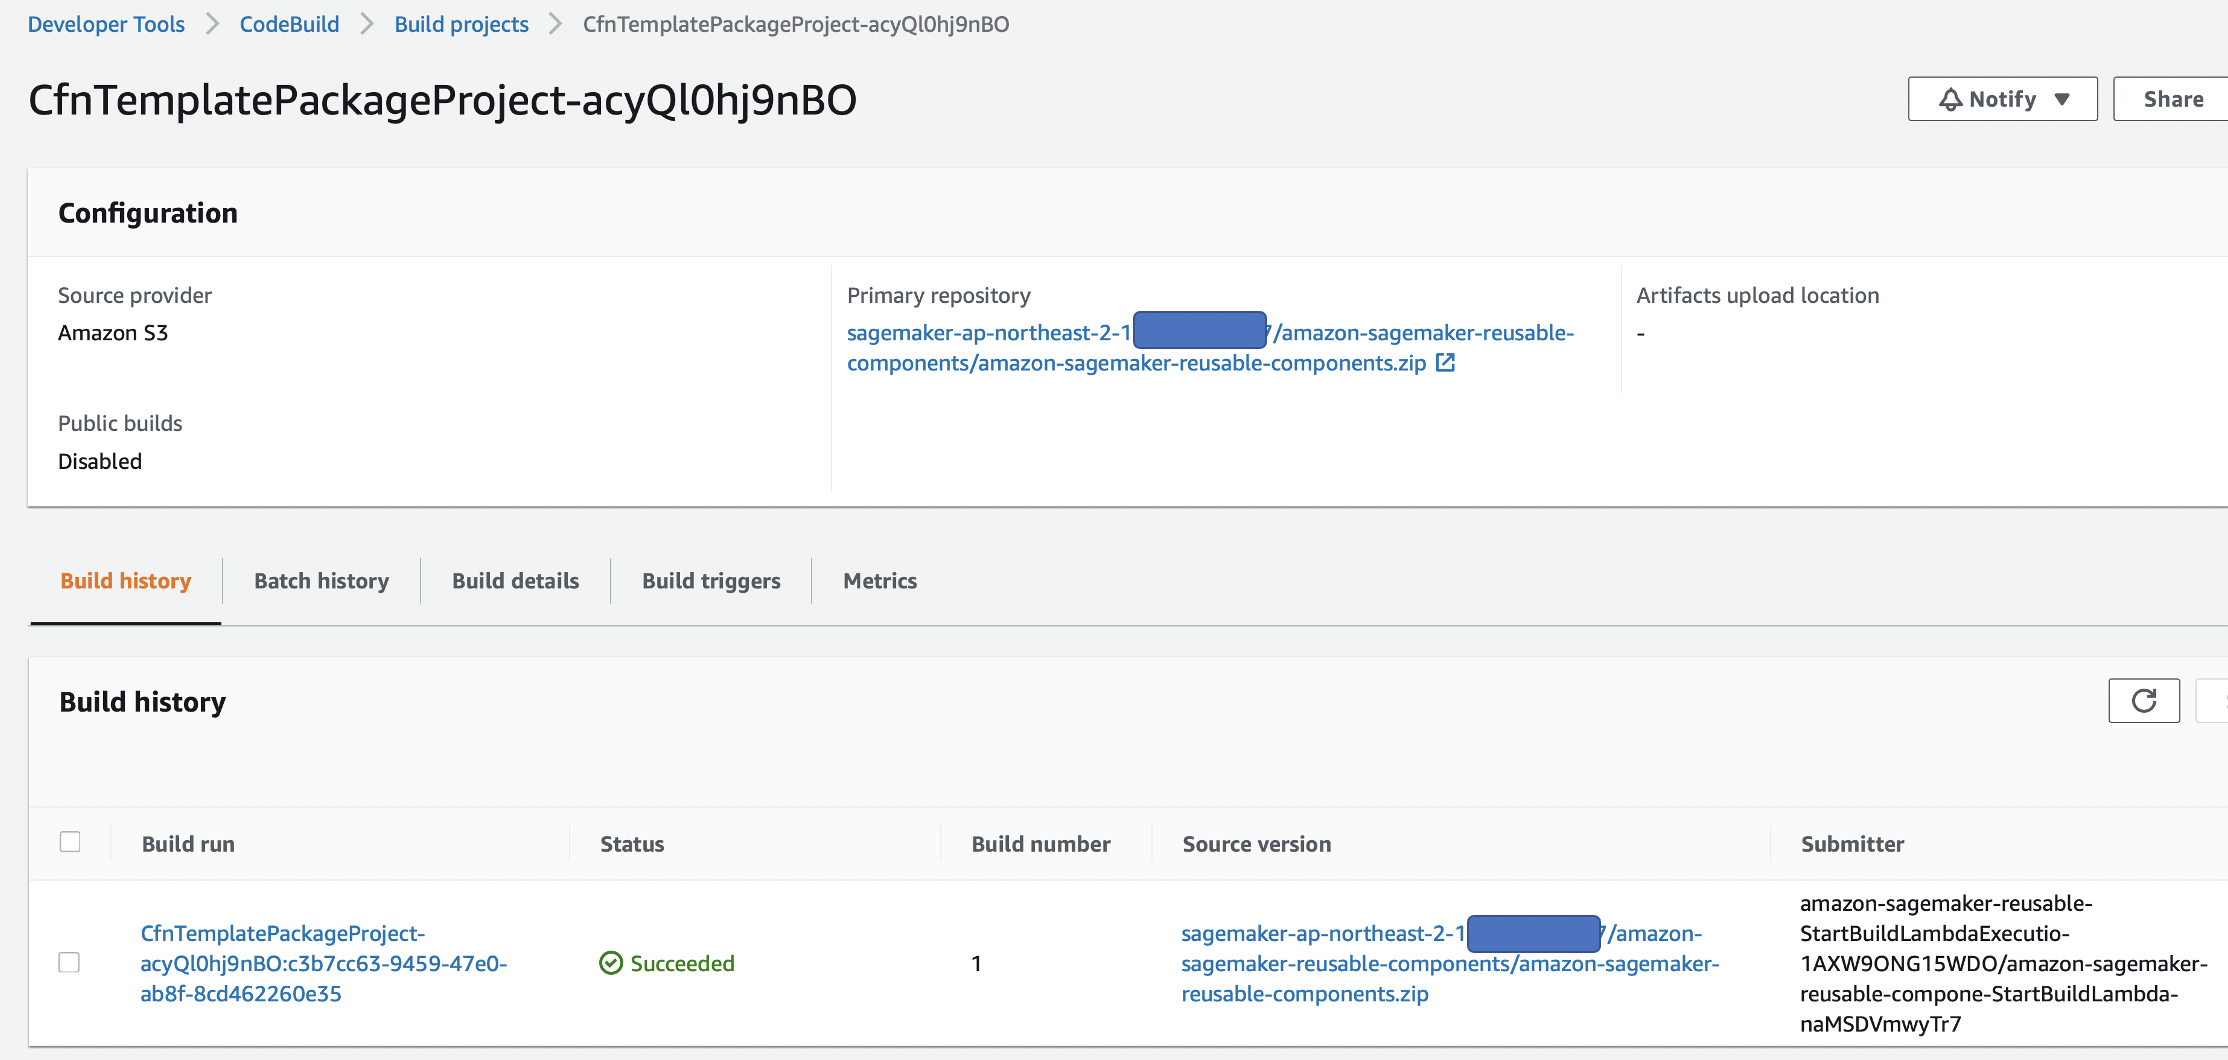 Developer Tools > CodeBuild > Build projects > CfnTemplatePackageProject-acyQl0hj9nBO
CfnTemplatePackageProject-acyQl0hj9nBO
Notify
Share
Configuration
Source provider
Amazon S3
Primary repository
sagemaker-ap-northeast-2-1 7/amazon-sagemaker-reusable-
components/amazon-sagemaker-reusable-components.zip
Artifacts upload location
-
Public builds
Disabled
Build history
Batch history
Build details
Build triggers
Metrics
Build history
Build run
Status
Build number
Source version
Submitter
CfnTemplatePackageProject-
acyQl0hj9nBO:c3b7cc63-9459-47e0-
ab8f-8cd462260e35
Succeeded
1
sagemaker-ap-northeast-2-1 7/amazon-
sagemaker-reusable-components/amazon-sagemaker-
reusable-components.zip
amazon-sagemaker-reusable-
StartBuildLambdaExecutio-
1AXW9ONG15WDO/amazon-sagemaker-
reusable-compone-StartBuildLambda-
naMSDVmwyTr7